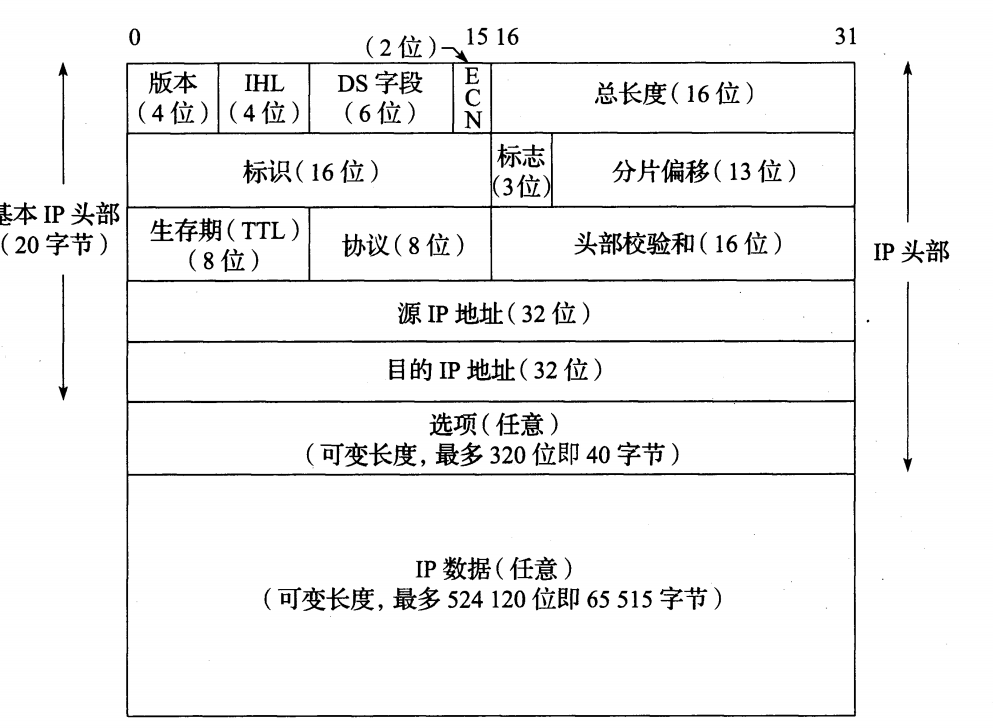 0
(2位)
15 16
31
版本
(4位)
IHL
(4位)
DS 字段
(6位)
E
C
N
总长度(16位)
标识(16位)
标志
(3位)
分片偏移(13位)
基本 IP 头部
(20字节)
生存期(TTL)
(8位)
协议(8位)
头部校验和(16位)
IP 头部
源 IP 地址(32位)
目的 IP 地址(32位)
选项(任意)
(可变长度, 最多 320 位即 40 字节)
IP 数据(任意)
(可变长度, 最多 524 120 位即 65 515 字节)